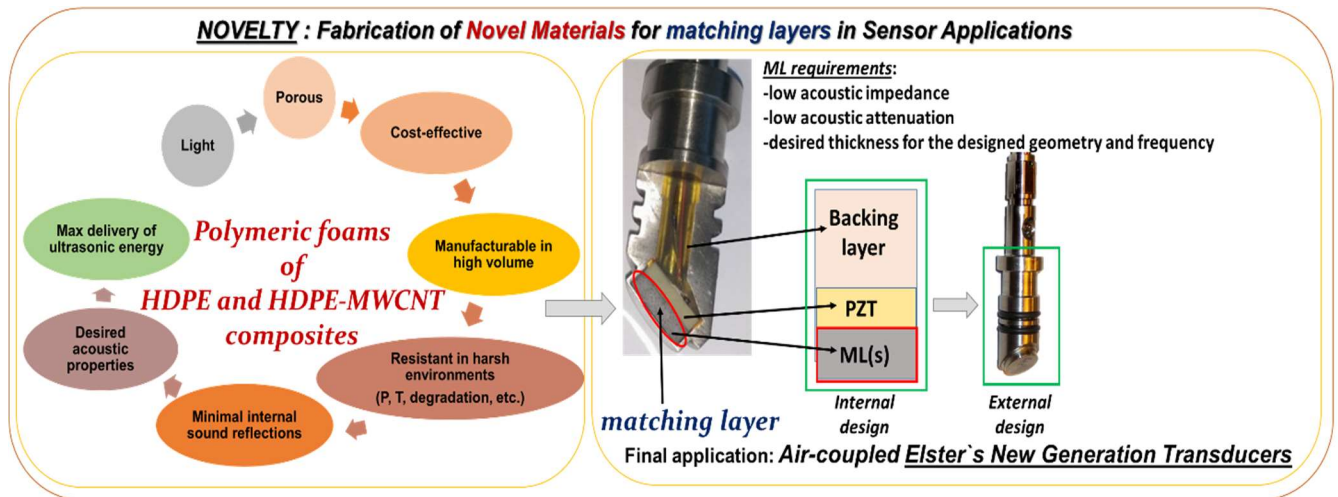 NOVELTY : Fabrication of Novel Materials for matching layers in Sensor Applications
Light
Porous
Cost-effective
Manufacturable in
high volume
Resistant in harsh
environments
(P, T, degradation, etc.)
Minimal internal
sound reflections
Desired
acoustic
properties
Max delivery of
ultrasonic energy
Polymeric foams
of
HDPE and HDPE-MWCNT
composites
ML requirements:
-low acoustic impedance
-low acoustic attenuation
-desired thickness for the designed geometry and frequency
Backing
layer
PZT
ML(s)
matching layer
Internal
design
External
design
Final application: Air-coupled Elster`s New Generation Transducers